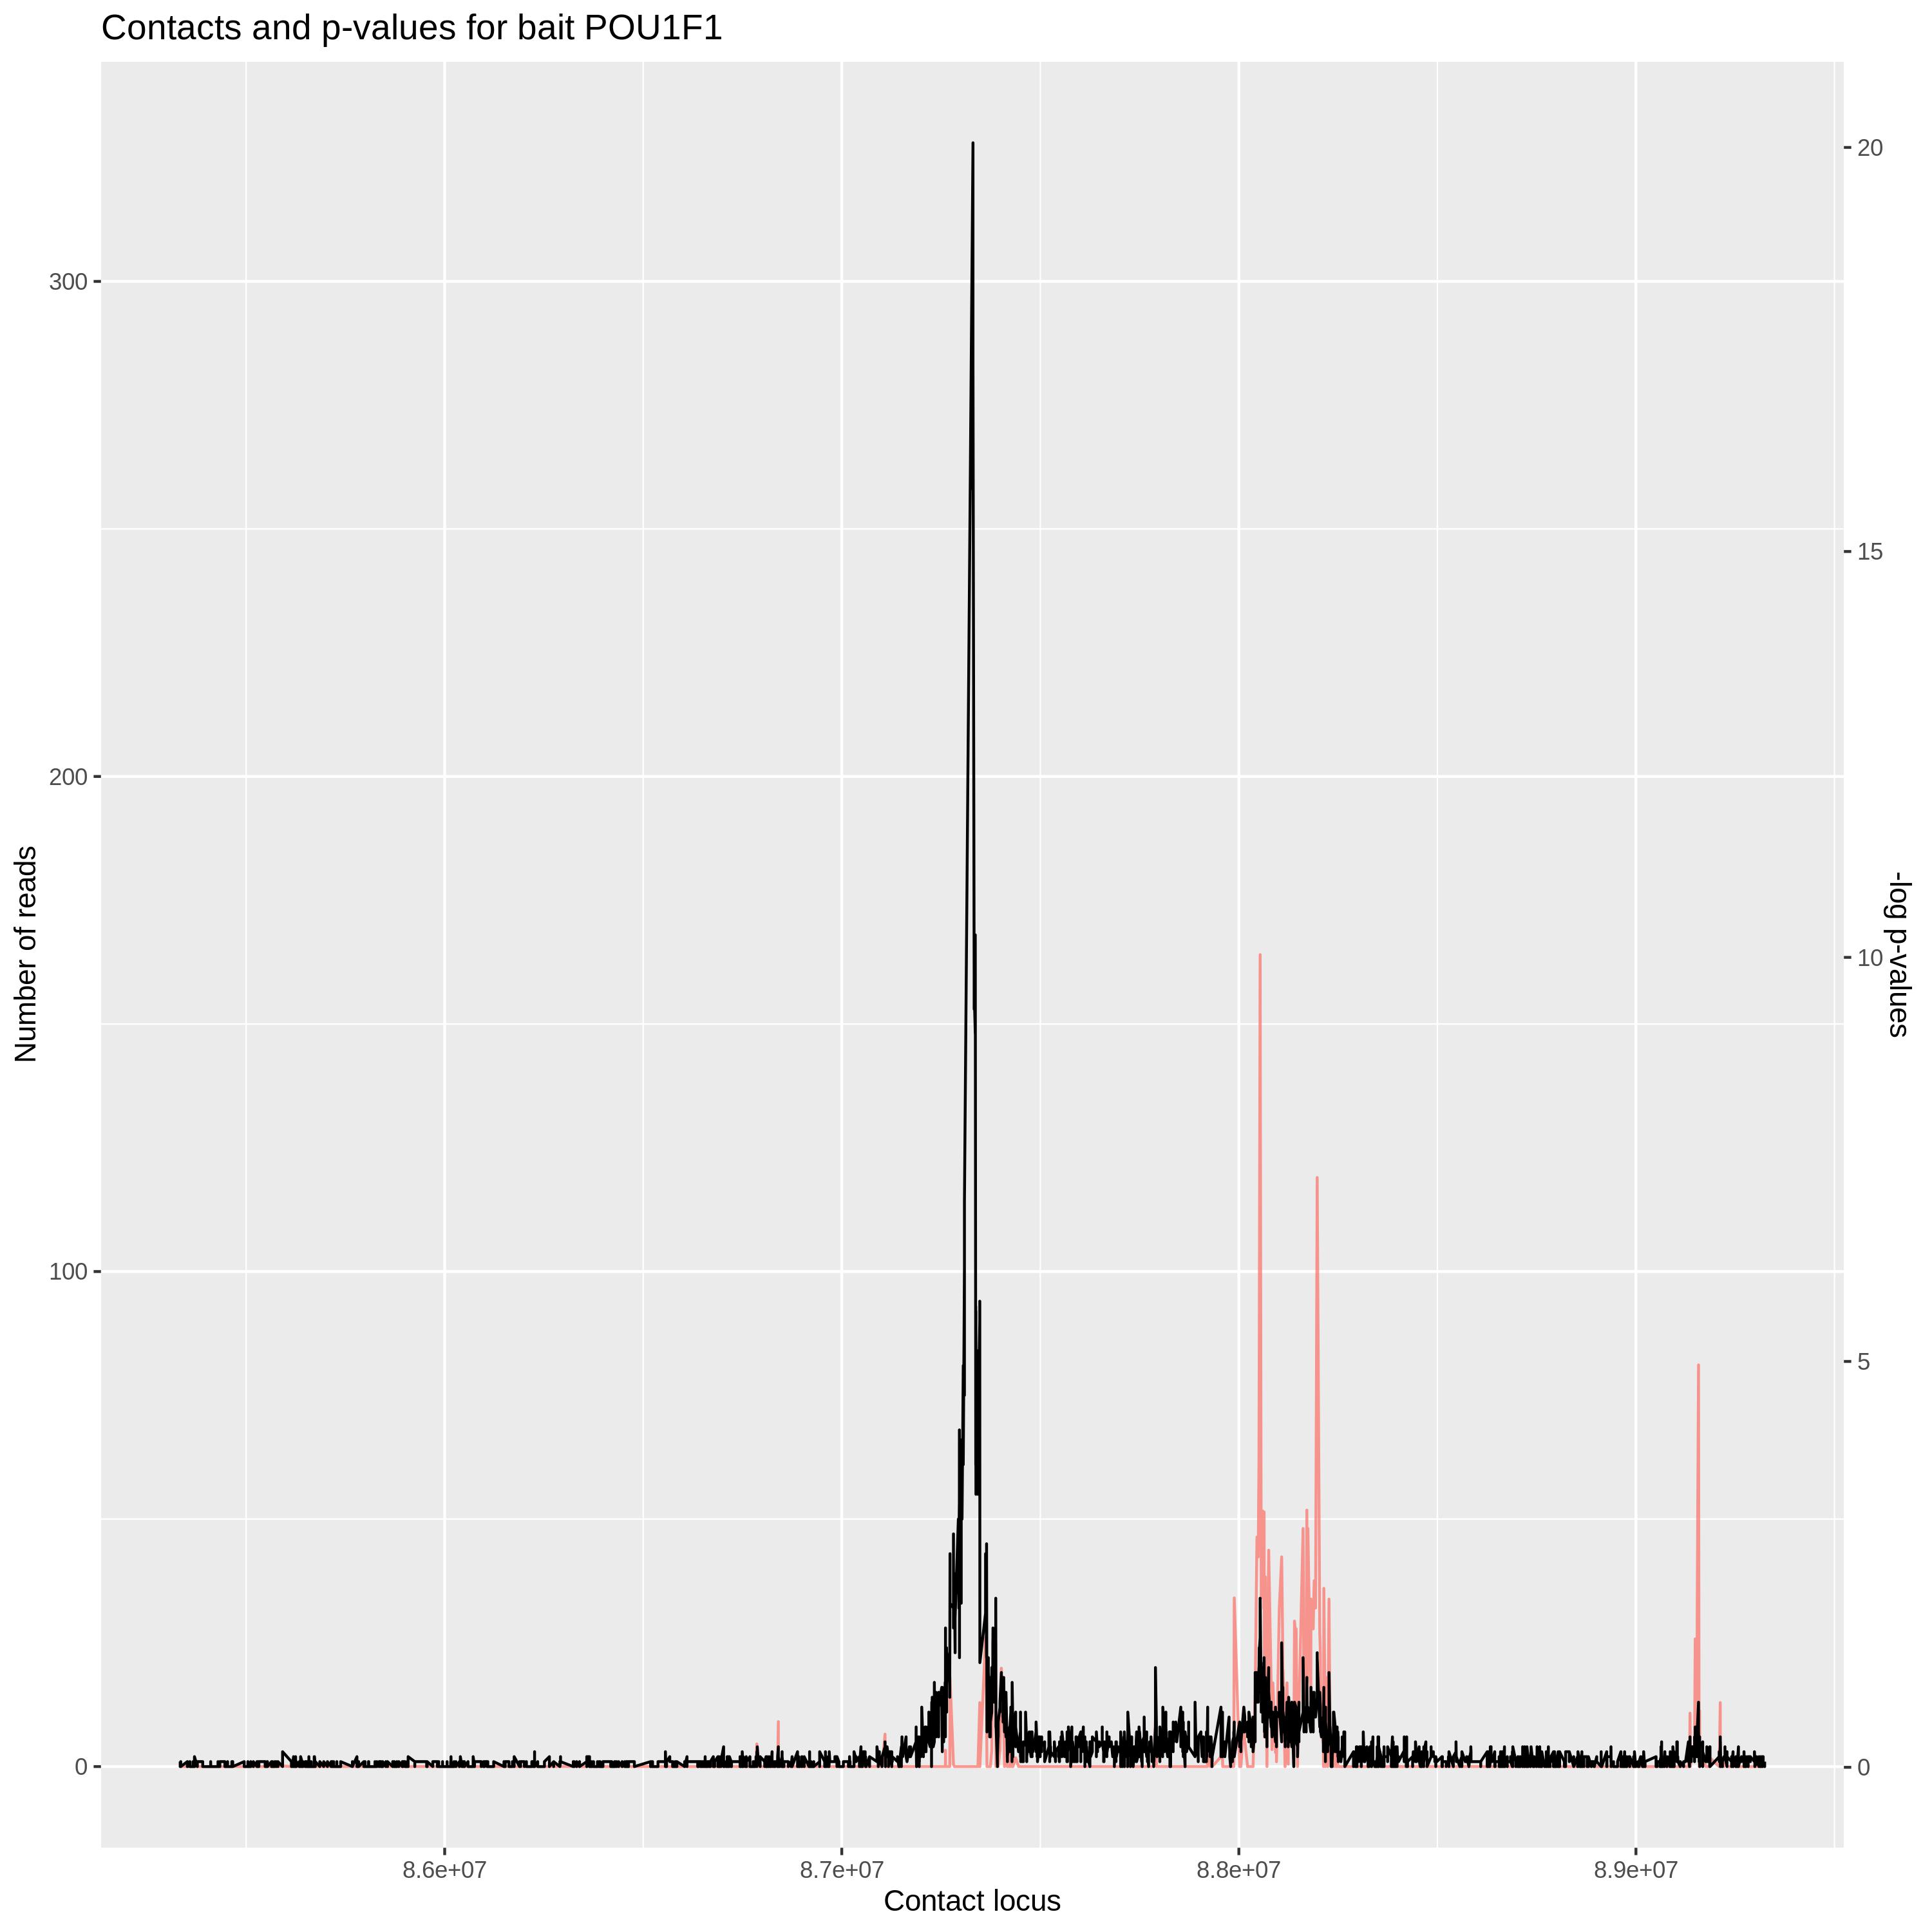 Contacts and p-values for bait POU1F1
Number of reads
300
200
100
0
20
15
10
5
0
-log p-values
8.6e+07
8.7e+07
8.8e+07
8.9e+07
Contact locus